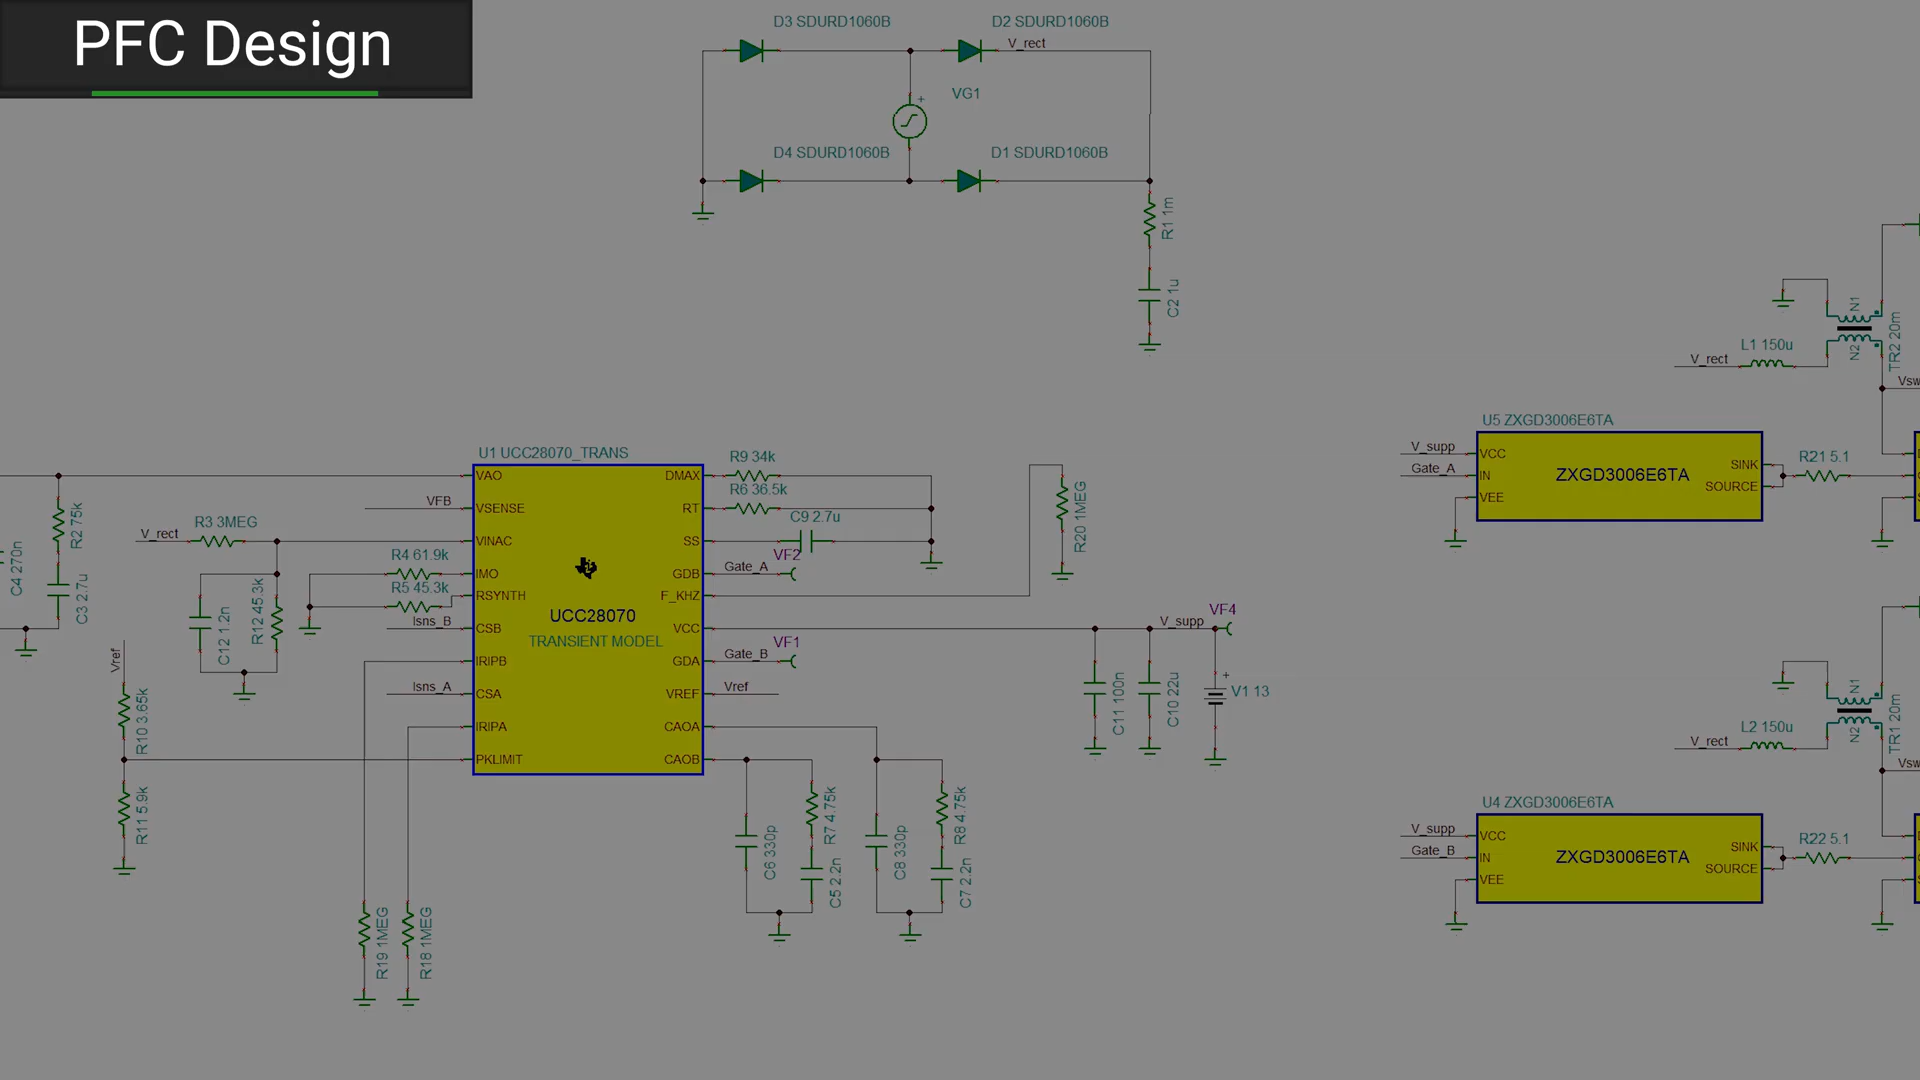 PFC Design
D3 SDURD1060B
D2 SDURD1060B
V_rect
VG1
+
D4 SDURD1060B
D1 SDURD1060B
R1 1m
C2 1u
U1 UCC28070_TRANS
VAO
VSENSE
VINAC
IMO
RSYNTH
CSB
IRIPB
CSA
IRIPA
PKLIMIT
DMAX
RT
SS
GDB
F_KHZ
VCC
GDA
VREF
CAOA
CAOB
UCC28070
TRANSIENT MODEL
VFB
V_rect
R3 3MEG
R4 61.9k
R5 45.3k
Isns_B
Isns_A
R2 75k
C4 270n
C3 2.7u
C12 1.2n
R12 45.3k
Vref
R10 3.65k
R11 5.9k
R19 1MEG
R18 1MEG
R9 34k
R6 36.5k
C9 2.7u
VF2
Gate_A
R20 1MEG
VF1
Gate_B
Vref
V_supp
VF4
C11 100n
C10 22u
+
V1 13
C6 330p
R7 4.75k
C5 2.2n
C8 330p
R8 4.75k
C7 2.2n
N1
N2
TR2 20m
L1 150u
V_rect
Vsw
U5 ZXGD3006E6TA
V_supp
Gate_A
VCC
IN
VEE
ZXGD3006E6TA
SINK
SOURCE
R21 5.1
N1
N2
TR1 20m
L2 150u
V_rect
Vsw
U4 ZXGD3006E6TA
V_supp
Gate_B
VCC
IN
VEE
ZXGD3006E6TA
SINK
SOURCE
R22 5.1